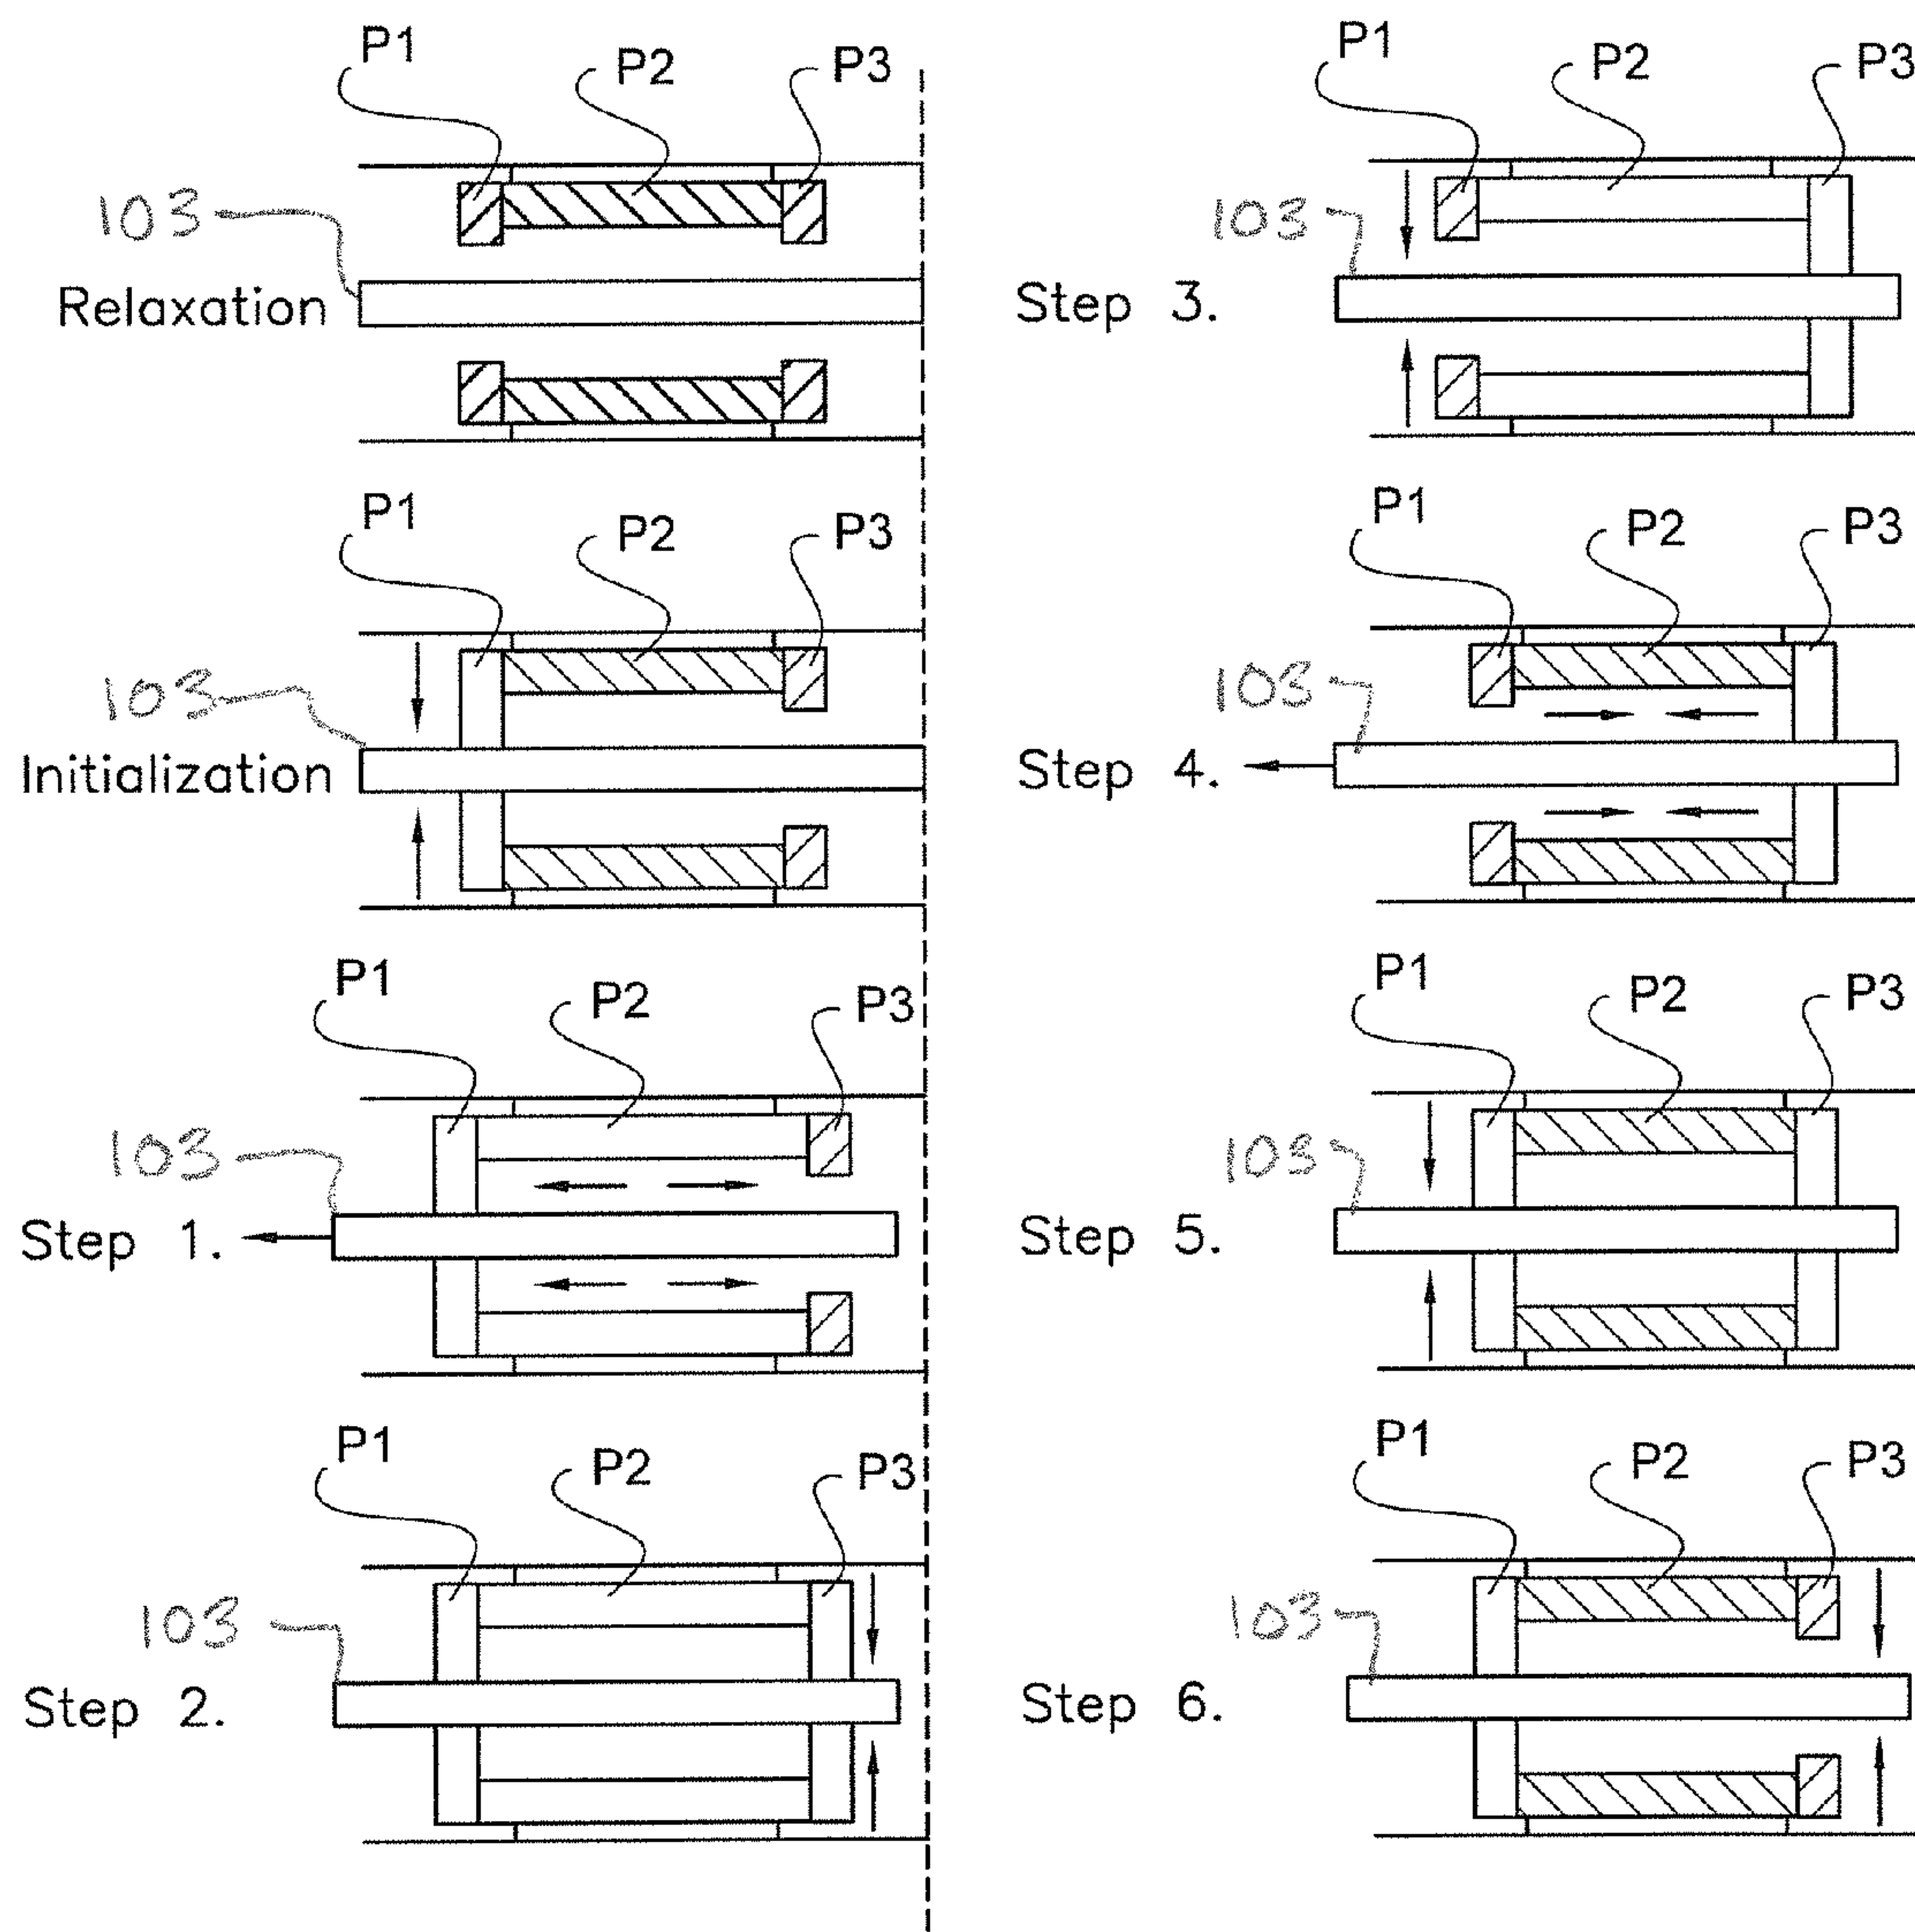 P1 P2 P3
103
Relaxation
P1 P2 P3
103
Initialization
P1 P2 P3
103
Step 1.
P1 P2 P3
103
Step 2.
P1 P2 P3
103
Step 3.
P1 P2 P3
103
Step 4.
P1 P2 P3
103
Step 5.
P1 P2 P3
103
Step 6.